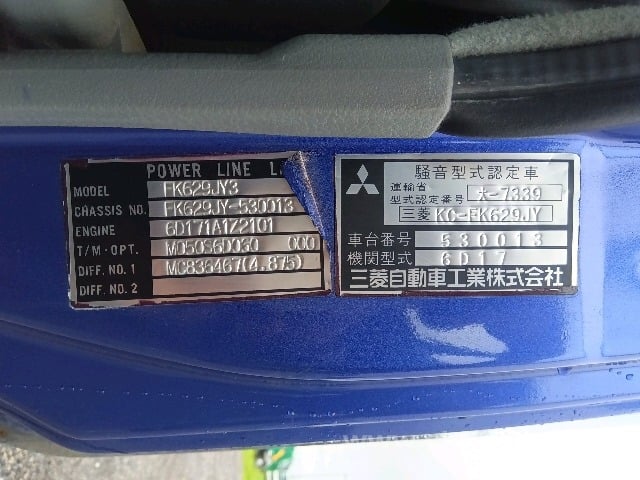 POWER LINE L
MODEL FK629JY3
CHASSIS NO. FK629JY-530013
ENGINE 6D171A1Z2101
T/M·OPT. M050S6D030 000
DIFF. NO. 1 MC836467(4.875)
DIFF. NO. 2
騒音型式認定車
運輸省
型式認定番号 大-7339
三菱 KC-FK629JY
車台番号 530013
機関型式 6D17
三菱自動車工業株式会社